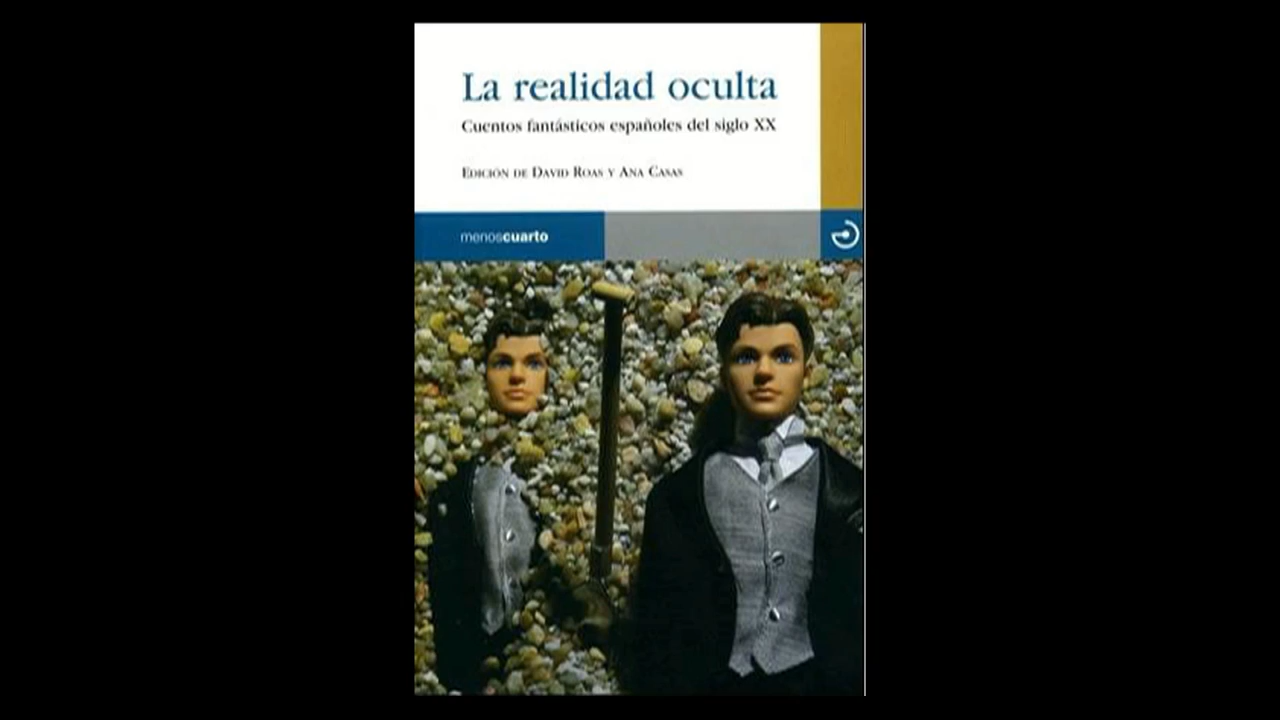 La realidad oculta
Cuentos fantásticos españoles del siglo XX
Edición de David Roas y Ana Casas
menoscuarto